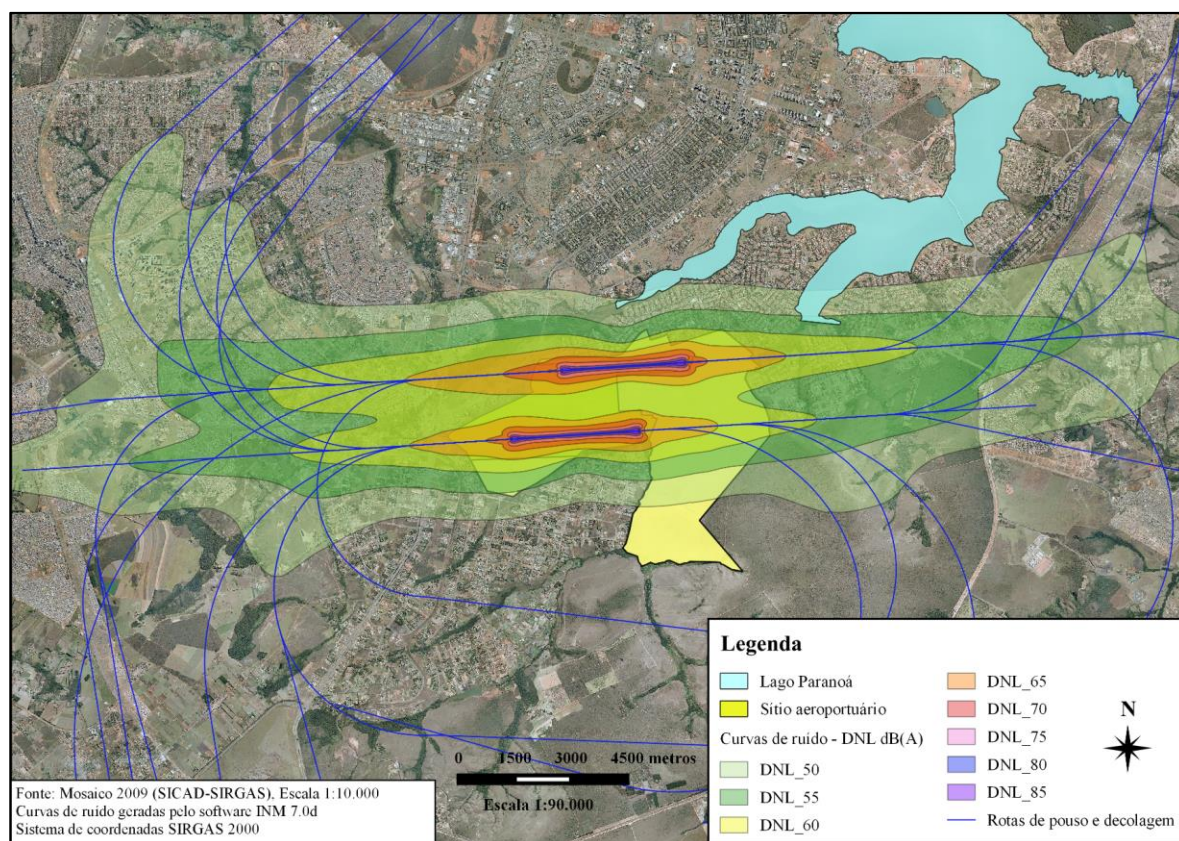 Legenda
Lago Paranoá
Sítio aeroportuário
Curvas de ruído - DNL dB(A)
DNL_50
DNL_55
DNL_60
DNL_65
DNL_70
DNL_75
DNL_80
DNL_85
Rotas de pouso e decolagem
N
0 1500 3000 4500 metros
Escala 1:90.000
Fonte: Mosaico 2009 (SICAD-SIRGAS), Escala 1:10.000
Curvas de ruído geradas pelo software INM 7.0d
Sistema de coordenadas SIRGAS 2000